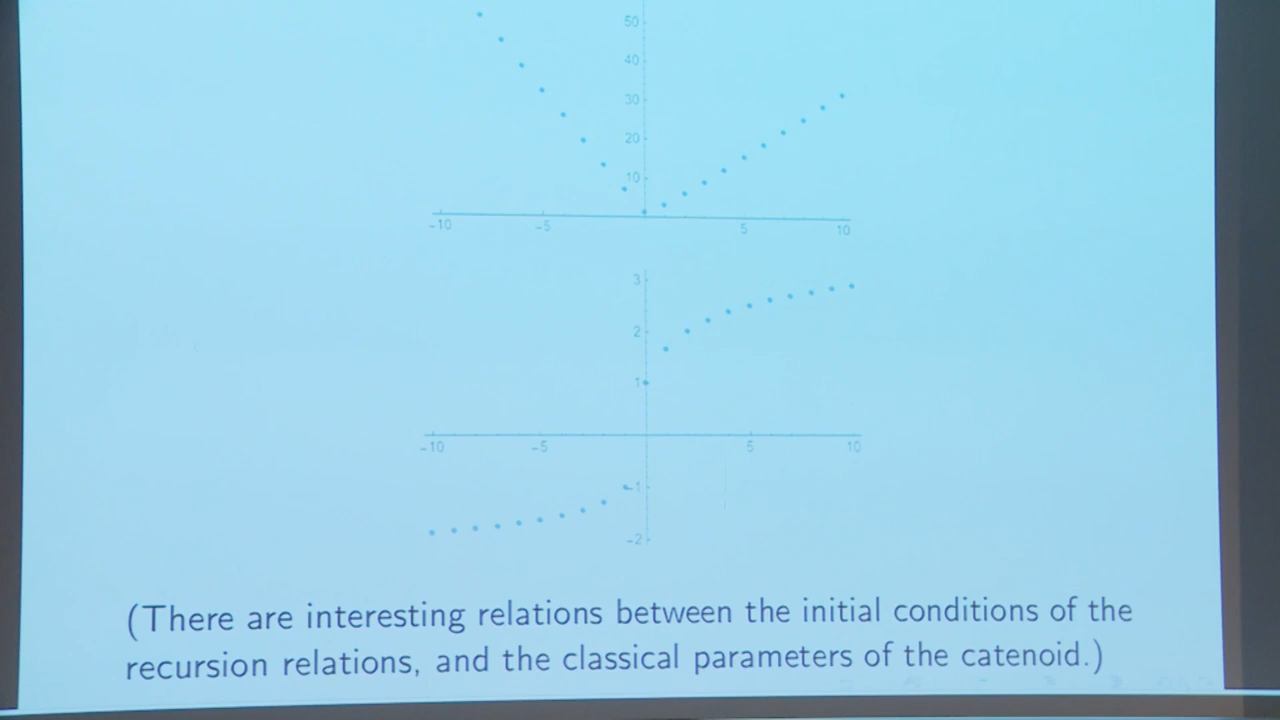 50
40
30
20
10
-10 -5 5 10
3
2
1
-10 -5 5 10
-1
-2
(There are interesting relations between the initial conditions of the
recursion relations, and the classical parameters of the catenoid.)